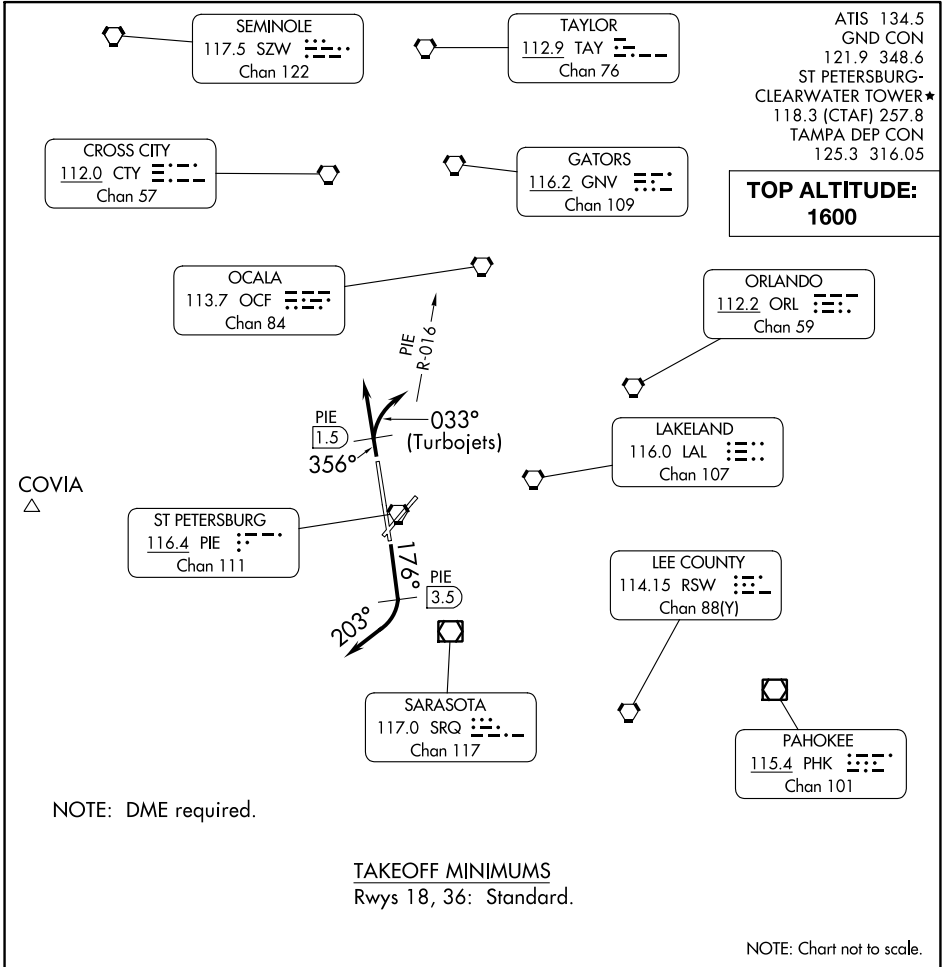 SEMINOLE
117.5 SZW
Chan 122
TAYLOR
112.9 TAY
Chan 76
ATIS 134.5
GND CON
121.9 348.6
ST PETERSBURG-
CLEARWATER TOWER★
118.3 (CTAF) 257.8
TAMPA DEP CON
125.3 316.05
TOP ALTITUDE:
1600
CROSS CITY
112.0 CTY
Chan 57
GATORS
116.2 GNV
Chan 109
OCALA
113.7 OCF
Chan 84
ORLANDO
112.2 ORL
Chan 59
PIE
R-016
PIE
1.5
356°
033°
(Turbojets)
LAKELAND
116.0 LAL
Chan 107
COVIA
ST PETERSBURG
116.4 PIE
Chan 111
176°
PIE
3.5
203°
LEE COUNTY
114.15 RSW
Chan 88(Y)
SARASOTA
117.0 SRQ
Chan 117
PAHOKEE
115.4 PHK
Chan 101
NOTE: DME required.
TAKEOFF MINIMUMS
Rwys 18, 36: Standard.
NOTE: Chart not to scale.